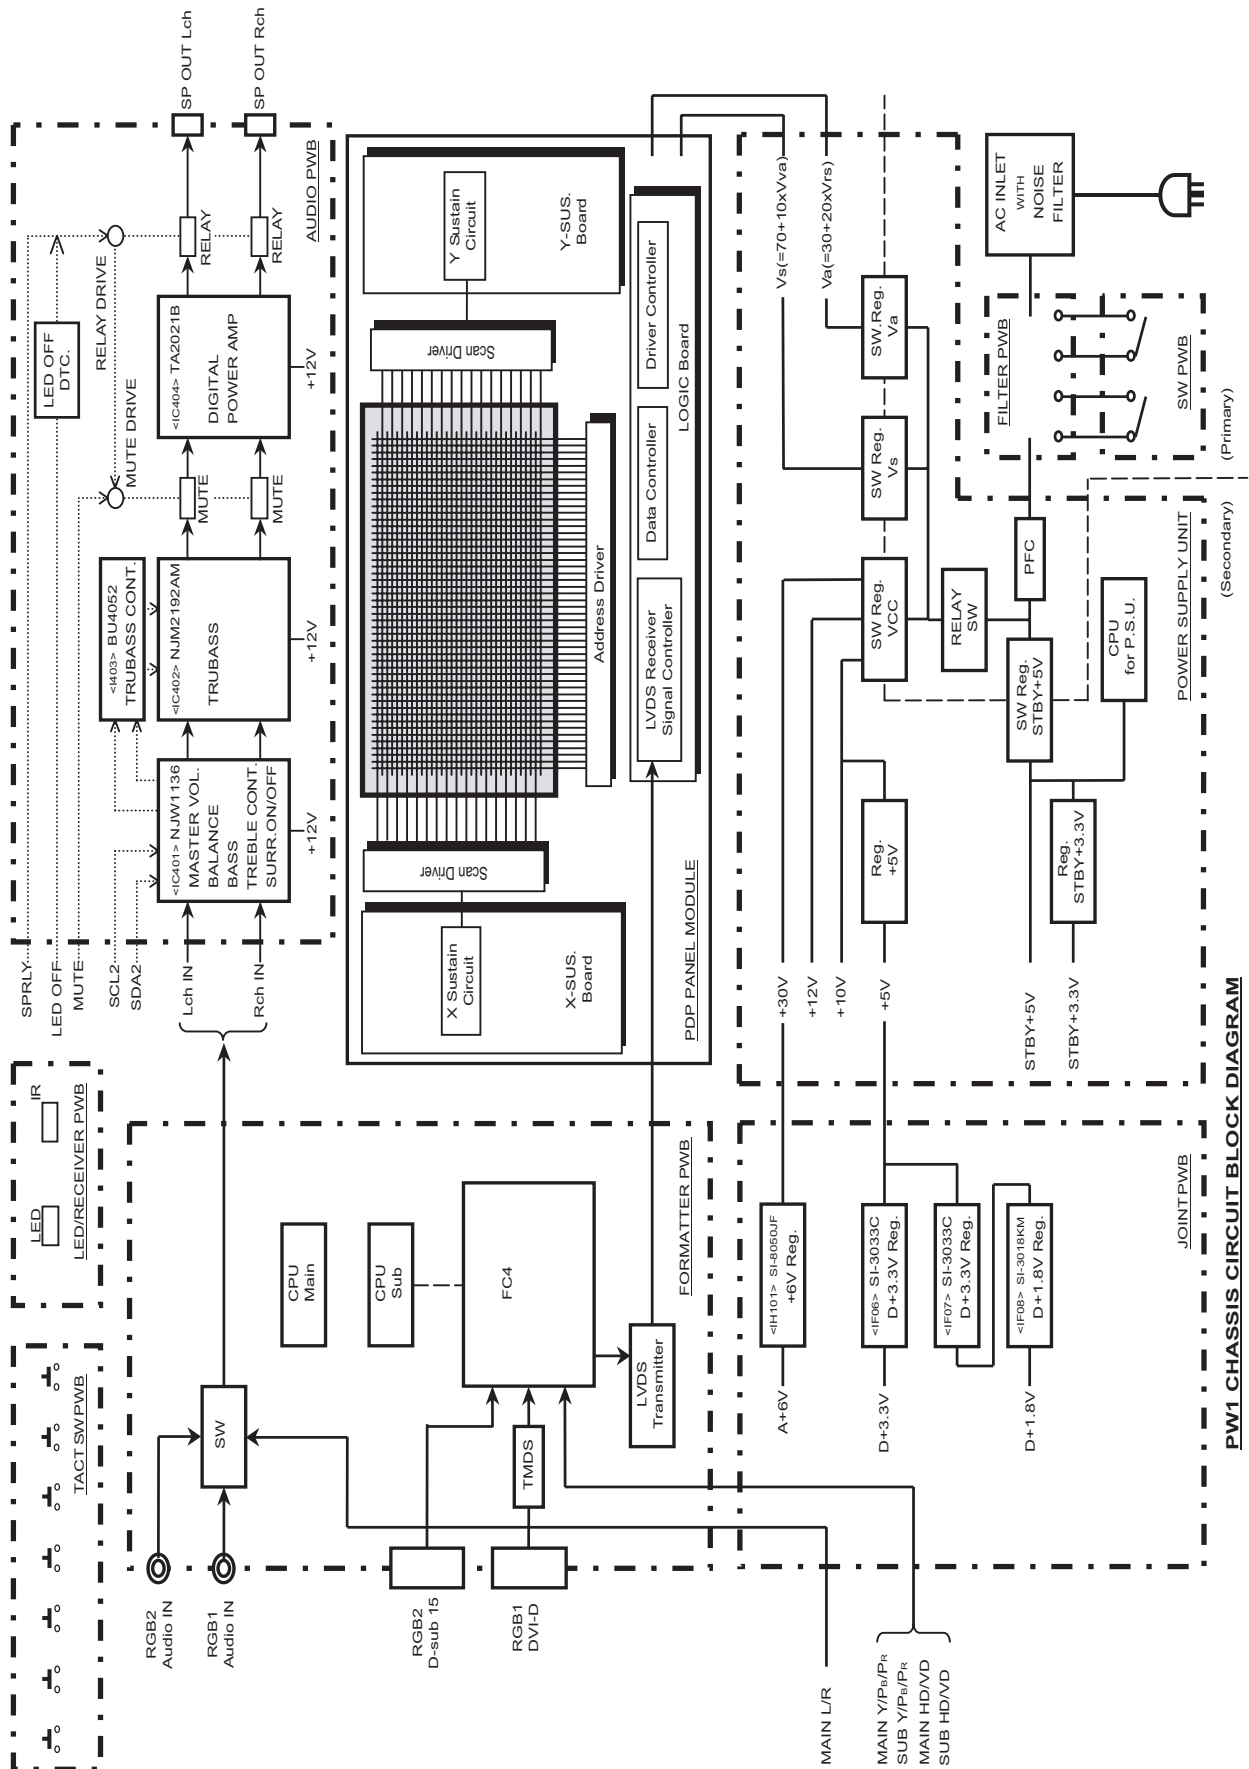 SPRLY
LED OFF
MUTE
SCL2
SDA2
Lch IN
Rch IN
<IC401> NJW1136
MASTER VOL.
BALANCE
BASS
TREBLE CONT.
SURR.ON/OFF
+12V
<I403> BU4052
TRUBASS CONT.
<IC402> NJM2192AM
TRUBASS
+12V
MUTE
MUTE
MUTE DRIVE
RELAY DRIVE
LED OFF
DTC.
<IC404> TA2021B
DIGITAL
POWER AMP
+12V
RELAY
RELAY
AUDIO PWB
SP OUT Lch
SP OUT Rch
TACT SW PWB
LED
IR
LED/RECEIVER PWB
RGB2
Audio IN
RGB1
Audio IN
SW
CPU
Main
CPU
Sub
FC4
RGB2
D-sub 15
RGB1
DVI-D
TMDS
LVDS
Transmitter
FORMATTER PWB
X Sustain
Circuit
X-SUS.
Board
Scan Driver
Scan Driver
Y Sustain
Circuit
Y-SUS.
Board
Address Driver
LVDS Receiver
Signal Controller
Data Controller
Driver Controller
LOGIC Board
PDP PANEL MODULE
MAIN L/R
MAIN Y/PB/PR
SUB Y/PB/PR
MAIN HD/VD
SUB HD/VD
A+6V
<IH101> SI-8050JF
+6V Reg.
D+3.3V
<IF06> SI-3033C
D+3.3V Reg.
<IF07> SI-3033C
D+3.3V Reg.
D+1.8V
<IF08> SI-3018KM
D+1.8V Reg.
JOINT PWB
+30V
+12V
+10V
+5V
STBY+5V
STBY+3.3V
Reg.
+5V
Reg.
STBY+3.3V
SW Reg.
VCC
SW Reg.
Vs
SW.Reg.
Va
Vs(=70+10xVva)
Va(=30+20xVrs)
RELAY
SW
SW Reg.
STBY+5V
PFC
CPU
for P.S.U.
POWER SUPPLY UNIT
(Secondary)
(Primary)
FILTER PWB
SW PWB
AC INLET
WITH
NOISE
FILTER
PW1 CHASSIS CIRCUIT BLOCK DIAGRAM